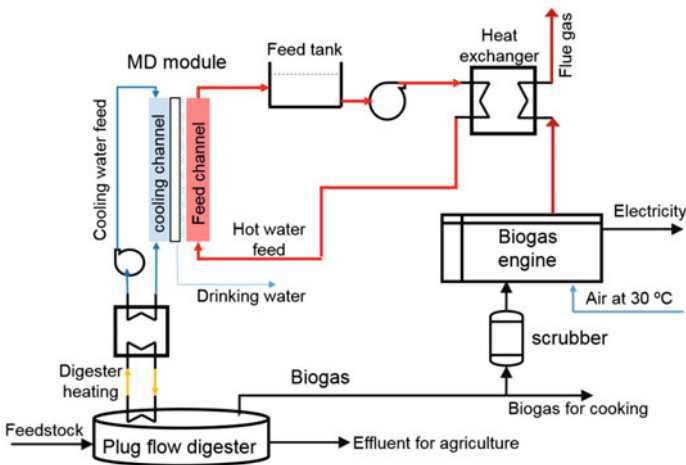 Feed tank
Heat
exchanger
Flue gas
MD module
Cooling water feed
cooling channel
Feed channel
Hot water
feed
Drinking water
Electricity
Biogas
engine
Air at 30 ºC
scrubber
Digester
heating
Biogas
Biogas for cooking
Feedstock
Plug flow digester
Effluent for agriculture